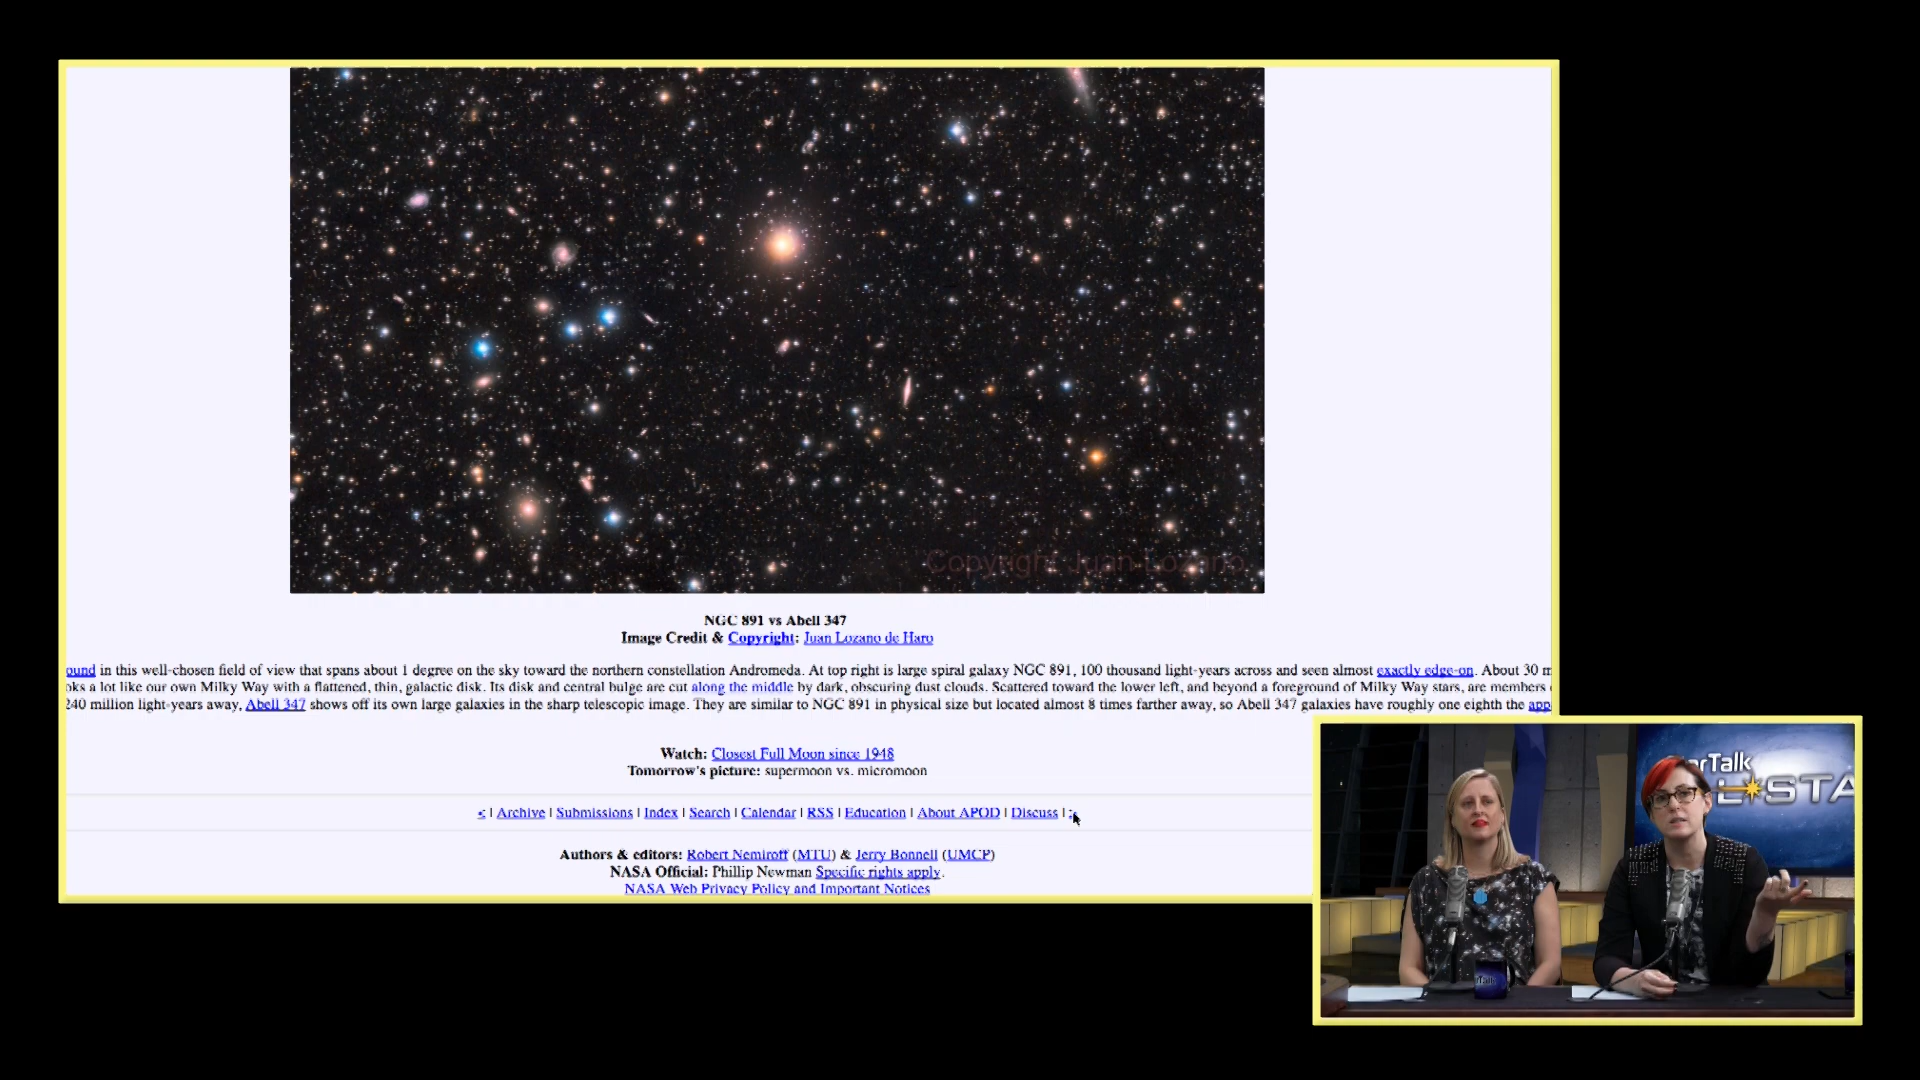 Copyright Juan Lozano
NGC 891 vs Abell 347
Image Credit & Copyright: Juan Lozano de Haro
ound in this well-chosen field of view that spans about 1 degree on the sky toward the northern constellation Andromeda. At top right is large spiral galaxy NGC 891, 100 thousand light-years across and seen almost exactly edge-on. About 30 m
oks a lot like our own Milky Way with a flattened, thin, galactic disk. Its disk and central bulge are cut along the middle by dark, obscuring dust clouds. Scattered toward the lower left, and beyond a foreground of Milky Way stars, are members
240 million light-years away, Abell 347 shows off its own large galaxies in the sharp telescopic image. They are similar to NGC 891 in physical size but located almost 8 times farther away, so Abell 347 galaxies have roughly one eighth the app
Watch: Closest Full Moon since 1948
Tomorrow's picture: supermoon vs. micromoon
< | Archive | Submissions | Index | Search | Calendar | RSS | Education | About APOD | Discuss | >
Authors & editors: Robert Nemiroff (MTU) & Jerry Bonnell (UMCP)
NASA Official: Phillip Newman Specific rights apply.
NASA Web Privacy Policy and Important Notices
arTalk
L STA